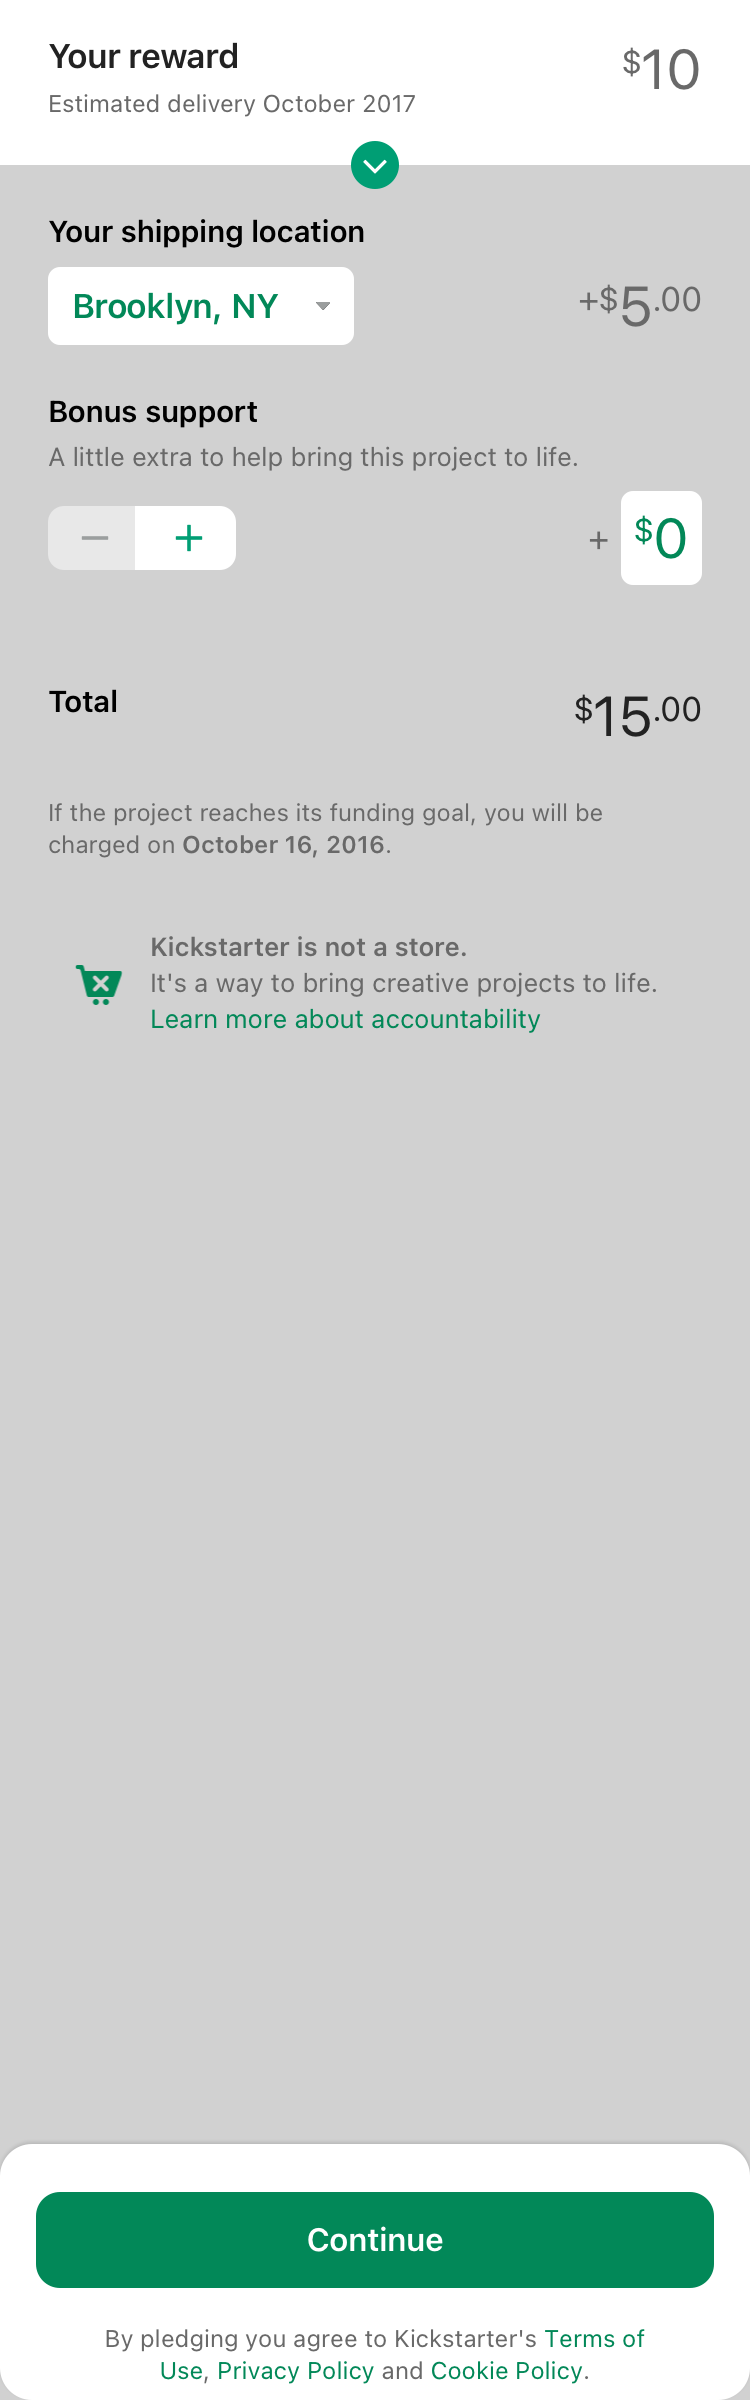 Your reward
$10
Estimated delivery October 2017
Your shipping location
Brooklyn, NY
+$5.00
Bonus support
A little extra to help bring this project to life.
− +
+ $0
Total
$15.00
If the project reaches its funding goal, you will be
charged on October 16, 2016.
Kickstarter is not a store.
It's a way to bring creative projects to life.
Learn more about accountability
Continue
By pledging you agree to Kickstarter's Terms of
Use, Privacy Policy and Cookie Policy.